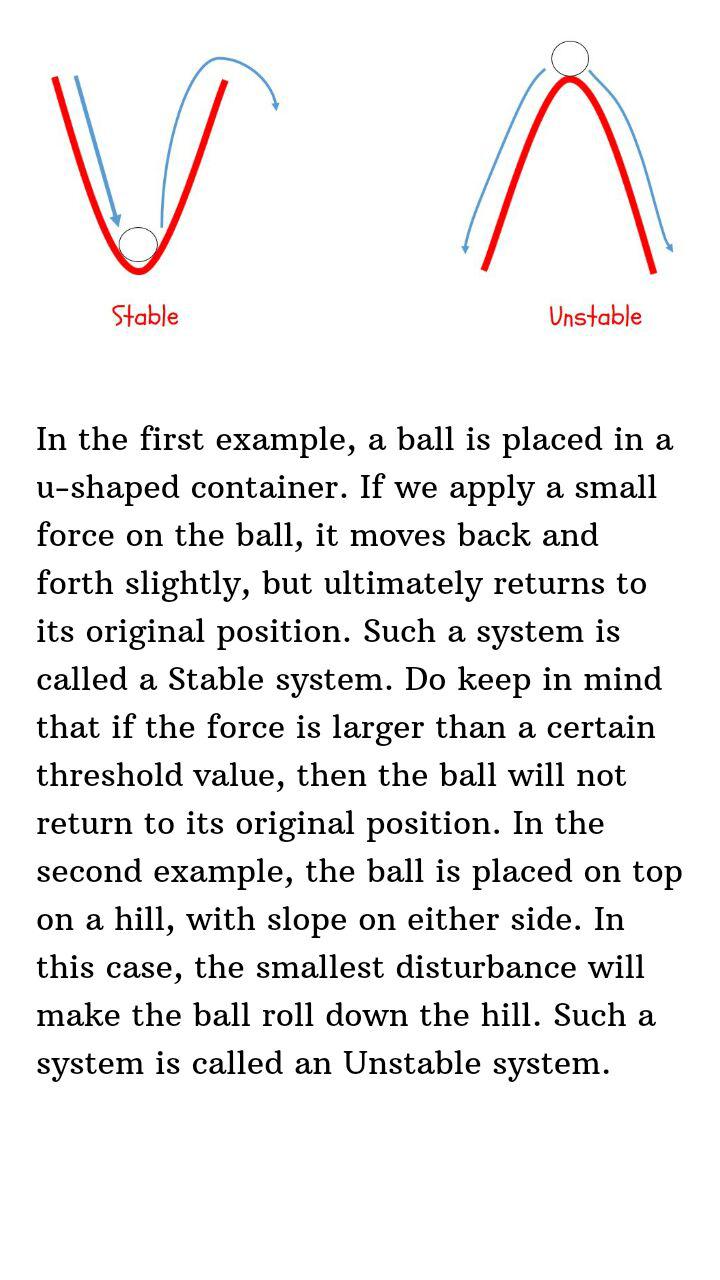 Stable
Unstable
In the first example, a ball is placed in a
u-shaped container. If we apply a small
force on the ball, it moves back and
forth slightly, but ultimately returns to
its original position. Such a system is
called a Stable system. Do keep in mind
that if the force is larger than a certain
threshold value, then the ball will not
return to its original position. In the
second example, the ball is placed on top
on a hill, with slope on either side. In
this case, the smallest disturbance will
make the ball roll down the hill. Such a
system is called an Unstable system.